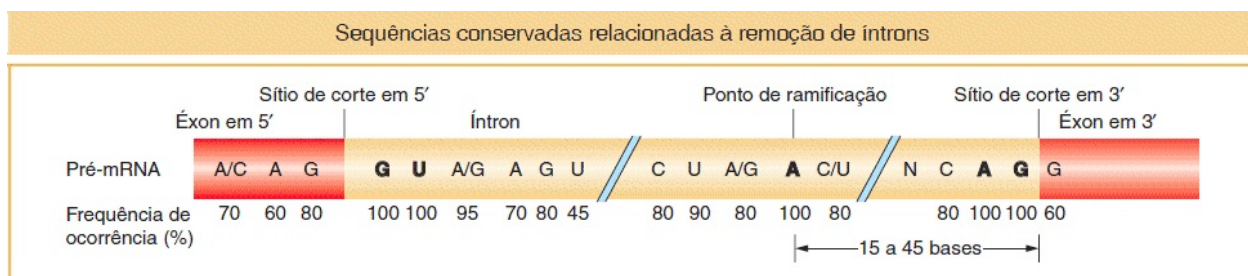 Sequências conservadas relacionadas à remoção de íntrons
Sítio de corte em 5′ Ponto de ramificação Sítio de corte em 3′
Éxon em 5′ Íntron Éxon em 3′
Pré-mRNA A/C A G G U A/G A G U C U A/G A C/U N C A G G
Frequência de 70 60 80 100 100 95 70 80 45 80 90 80 100 80 80 100 100 60
ocorrência (%)
15 a 45 bases